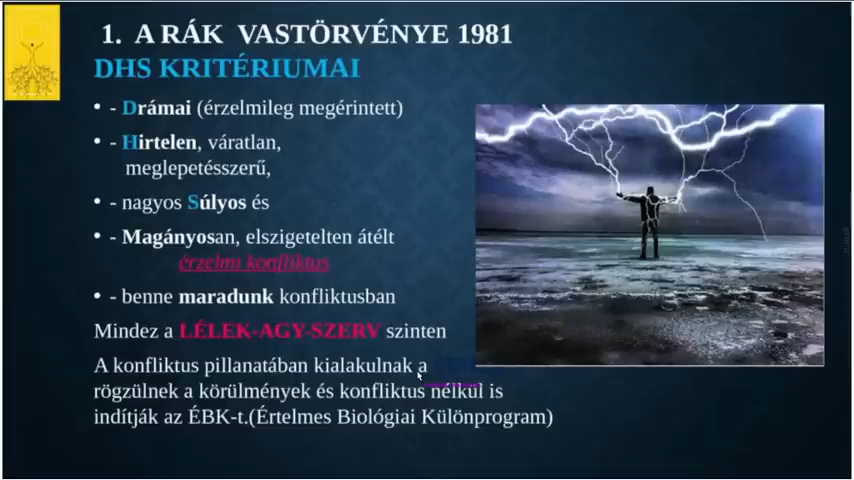 1. A RÁK VASTÖRVÉNYE 1981
DHS KRITÉRIUMAI
• - Drámai (érzelmileg megérintett)
• - Hirtelen, váratlan,
meglepetésszerű,
• - nagyos Súlyos és
• - Magányosan, elszigetelten átélt
érzelmi konfliktus
• - benne maradunk konfliktusban
Mindez a LÉLEK-AGY-SZERV szinten
A konfliktus pillanatában kialakulnak a
rögzülnek a körülmények és konfliktus nélkül is
indítják az ÉBK-t.(Értelmes Biológiai Különprogram)